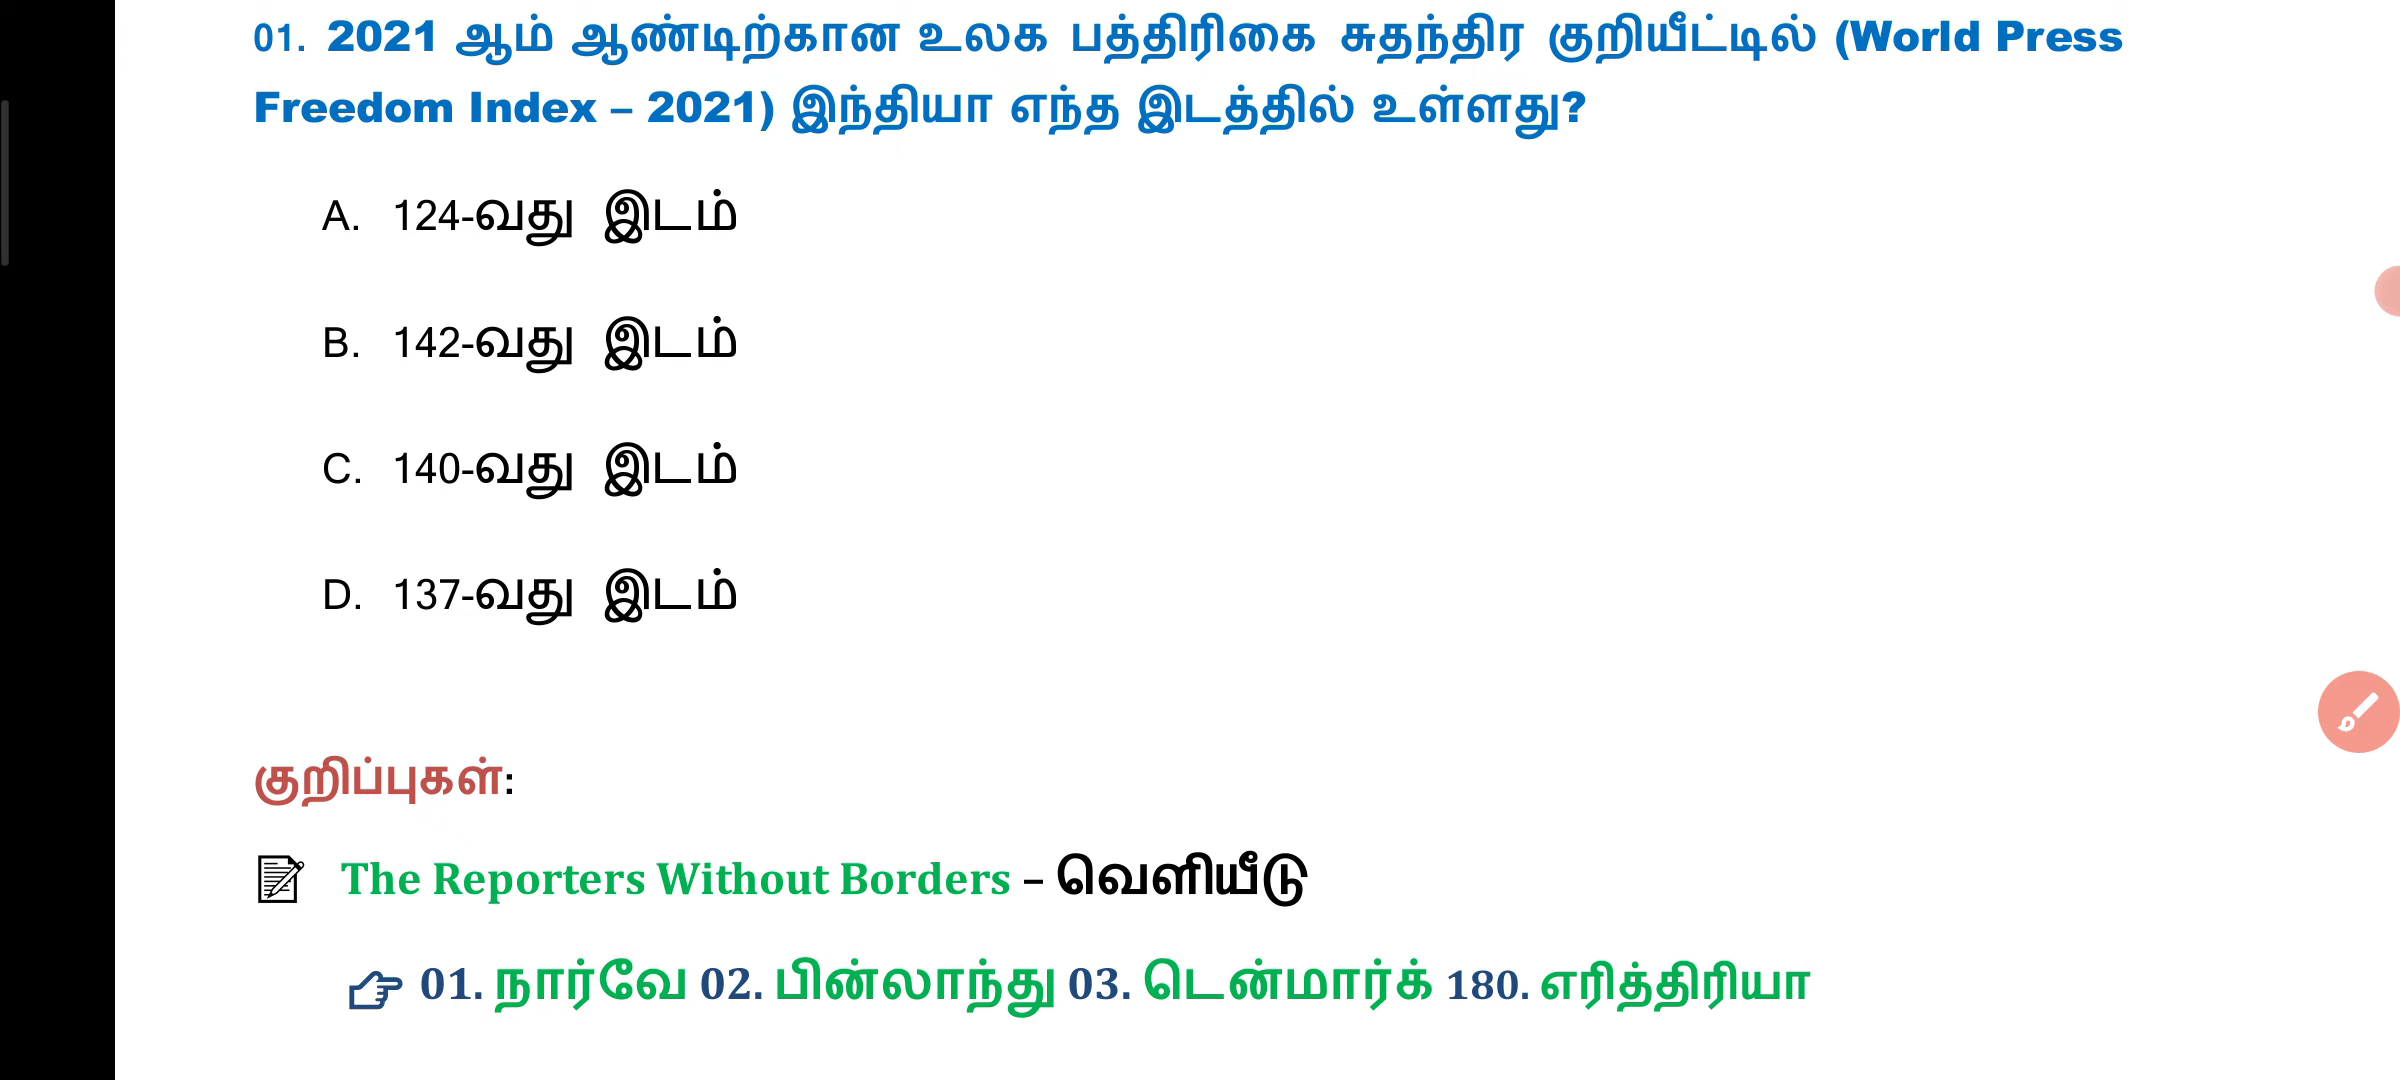 01. 2021 ஆம் ஆண்டிற்கான உலக பத்திரிகை சுதந்திர குறியீட்டில் (World Press
Freedom Index – 2021) இந்தியா எந்த இடத்தில் உள்ளது?
A. 124-வது இடம்
B. 142-வது இடம்
C. 140-வது இடம்
D. 137-வது இடம்
குறிப்புகள்:
The Reporters Without Borders – வெளியீடு
01. நார்வே 02. பின்லாந்து 03. டென்மார்க் 180. எரித்திரியா